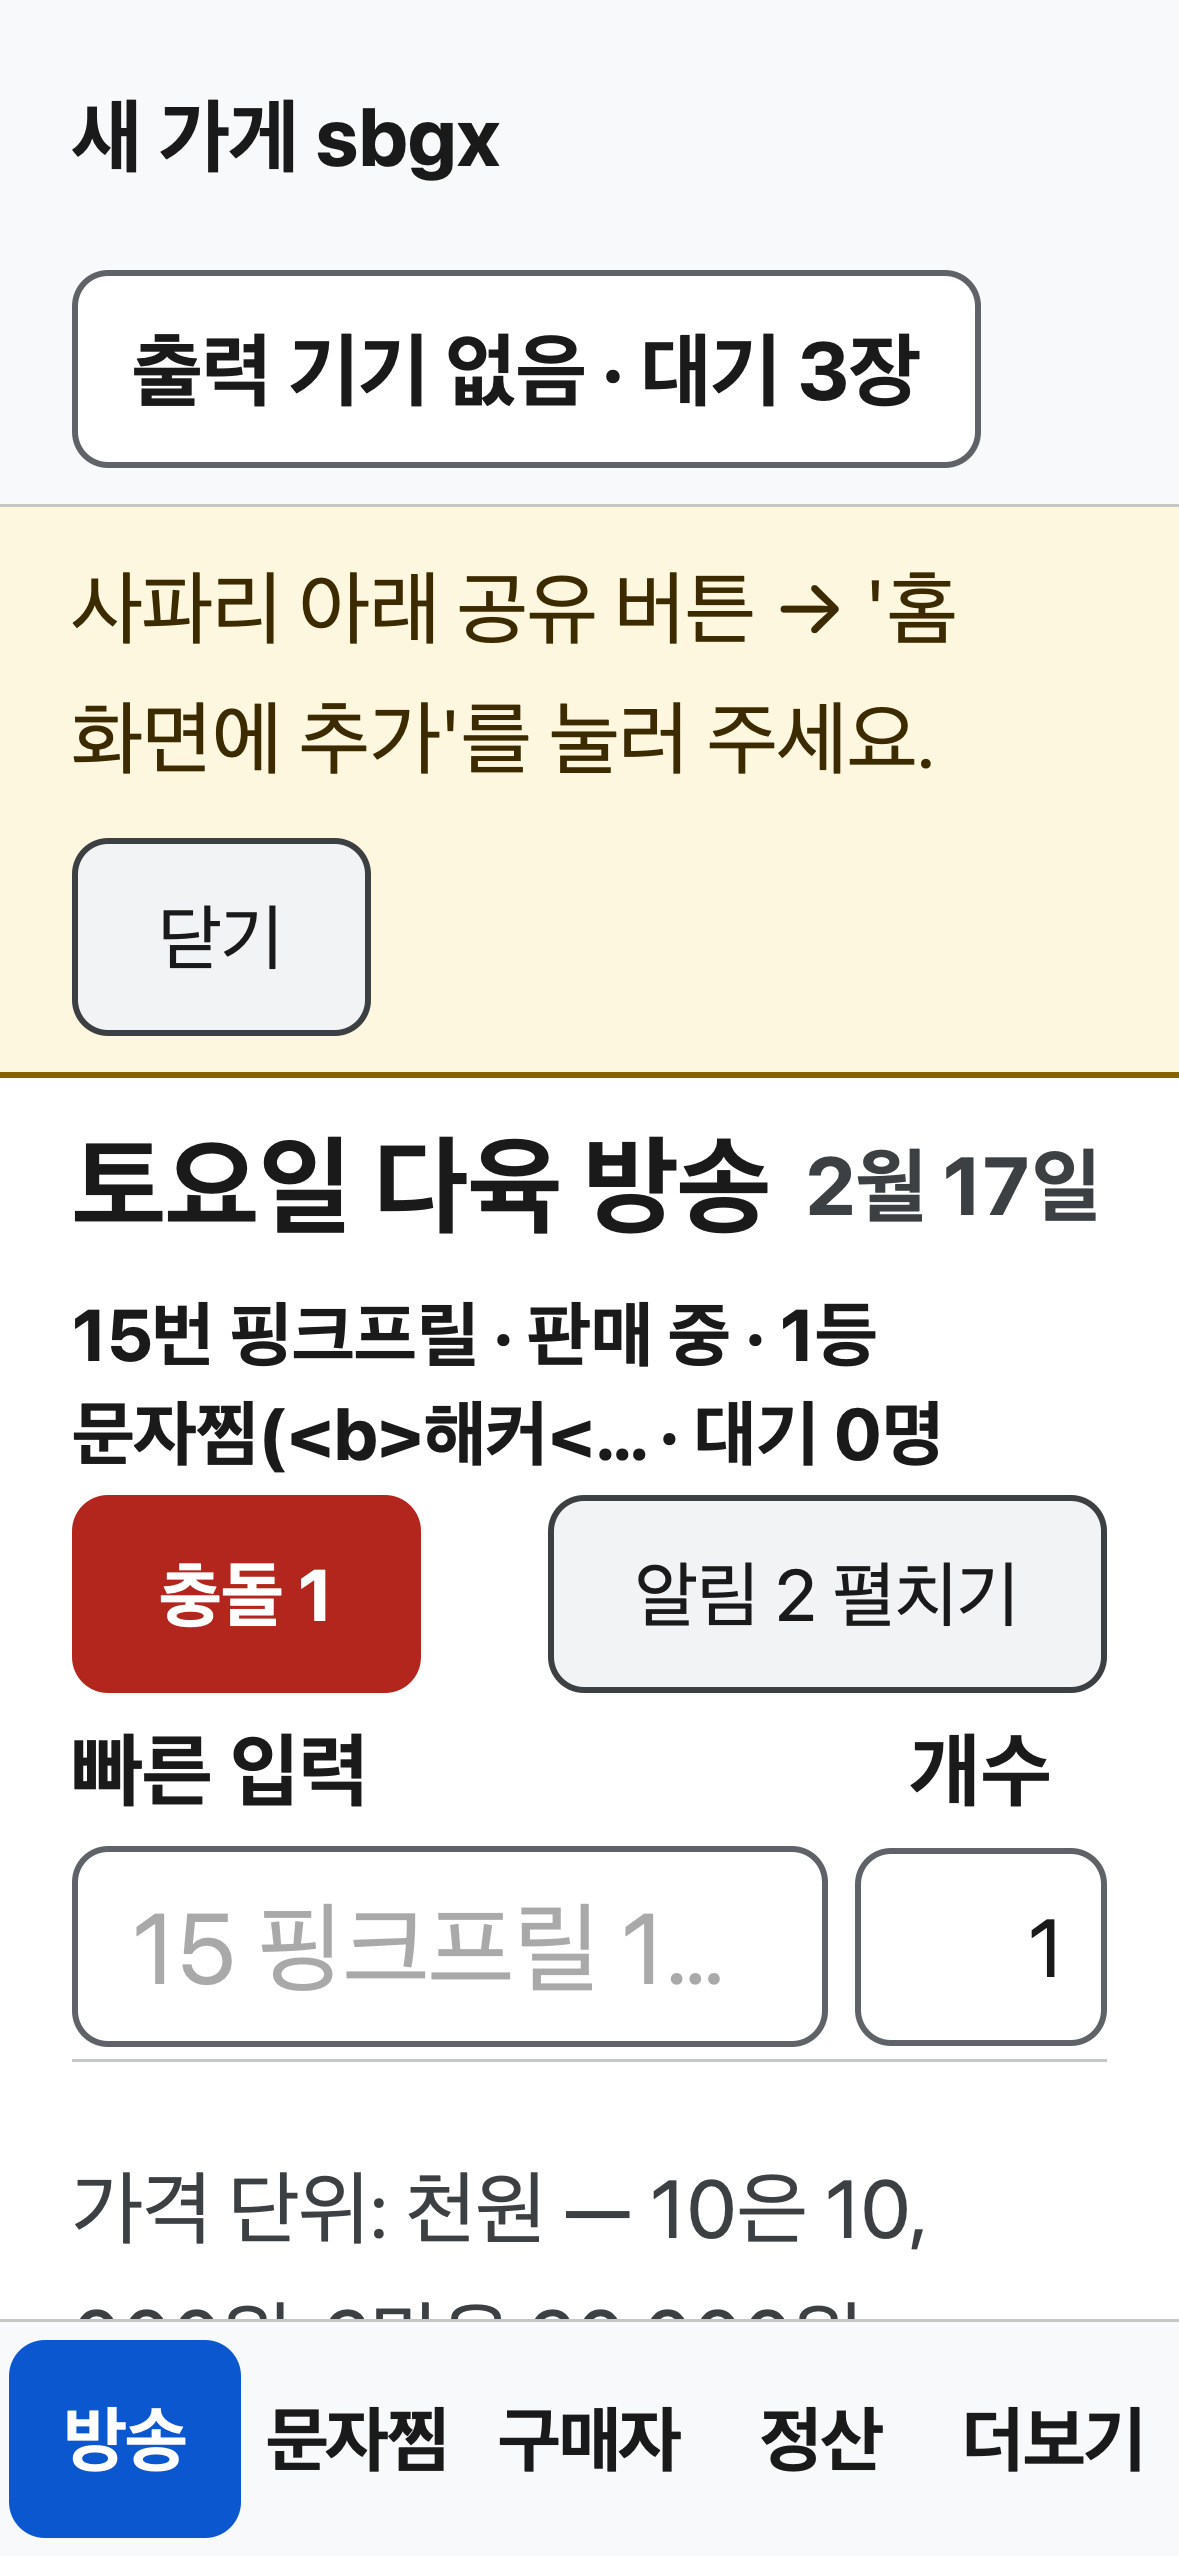 새 가게 sbgx
출력 기기 없음 · 대기 3장
사파리 아래 공유 버튼 → '홈
화면에 추가'를 눌러 주세요.
닫기
토요일 다육 방송 2월 17일
15번 핑크프릴 · 판매 중 · 1등
문자찜(<b>해커<... · 대기 0명
충돌 1 알림 2 펼치기
빠른 입력 개수
15 핑크프릴 1... 1
가격 단위: 천원 — 10은 10,
방송 문자찜 구매자 정산 더보기